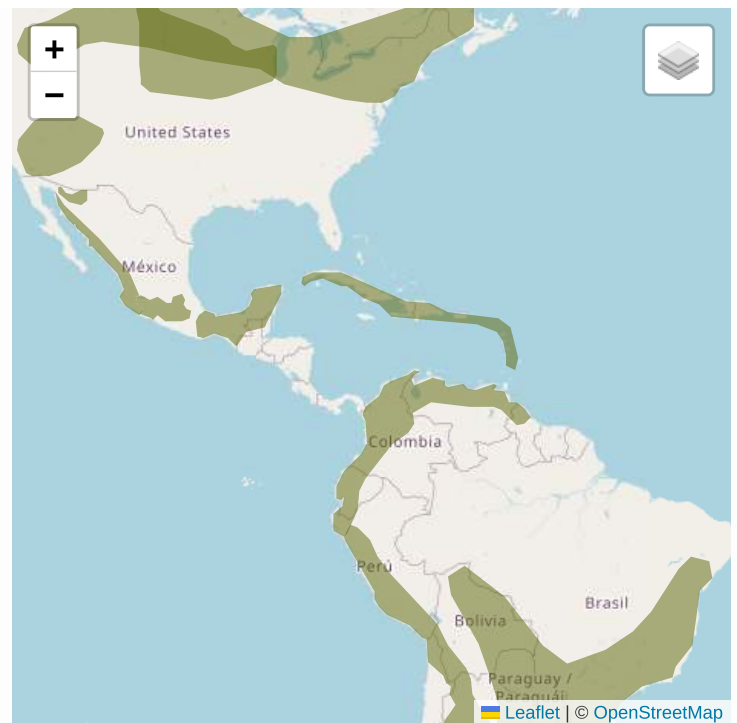 +
−
United States
México
Colombia
Perú
Brasil
Bolivia
Paraguay /
Paraguái
Leaflet | © OpenStreetMap